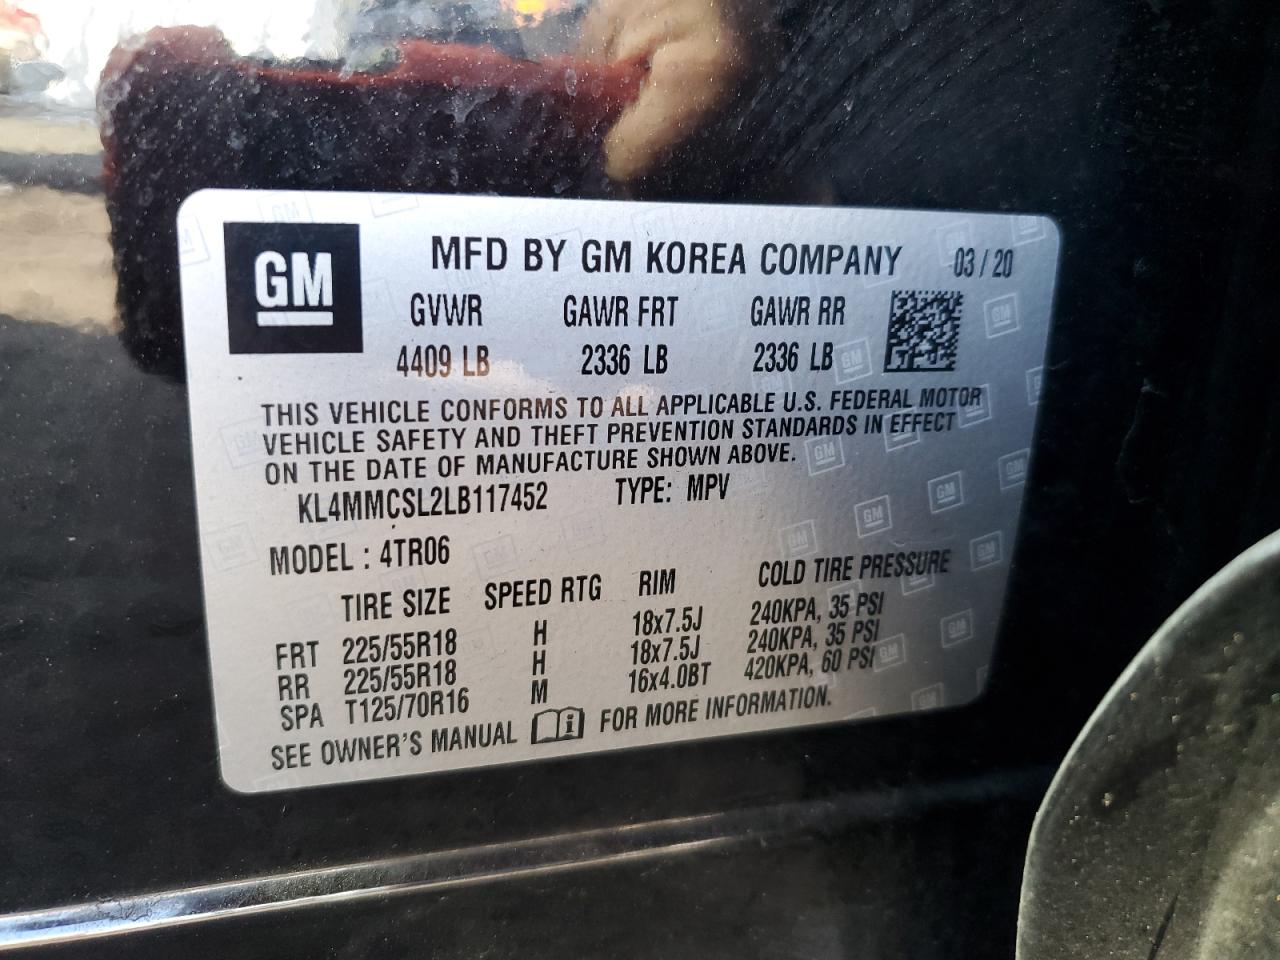 GM
MFD BY GM KOREA COMPANY 03 / 20
GVWR GAWR FRT GAWR RR
4409 LB 2336 LB 2336 LB
THIS VEHICLE CONFORMS TO ALL APPLICABLE U.S. FEDERAL MOTOR
VEHICLE SAFETY AND THEFT PREVENTION STANDARDS IN EFFECT
ON THE DATE OF MANUFACTURE SHOWN ABOVE.
KL4MMCSL2LB117452 TYPE: MPV
MODEL : 4TR06
TIRE SIZE SPEED RTG RIM COLD TIRE PRESSURE
FRT 225/55R18 H 18x7.5J 240KPA, 35 PSI
RR 225/55R18 H 18x7.5J 240KPA, 35 PSI
SPA T125/70R16 M 16x4.0BT 420KPA, 60 PSI
SEE OWNER'S MANUAL FOR MORE INFORMATION.